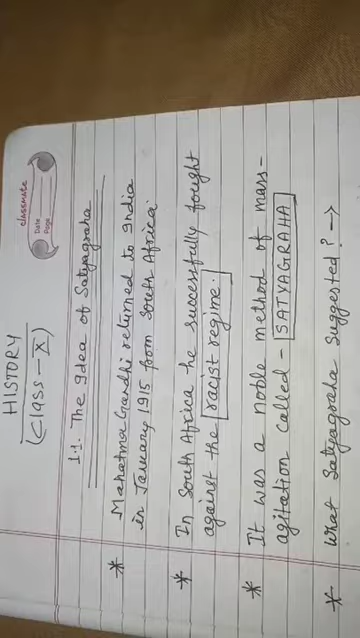 classmate
Date
Page
HISTORY
(Class - X)
1.1. The Idea of Satyagraha
* Mahatma Gandhi returned to India
in January 1915 from South Africa.
* In South Africa he successfully fought
against the racist regime.
* It was a noble method of mass-
agitation called - SATYAGRAHA
* What Satyagraha Suggested? →